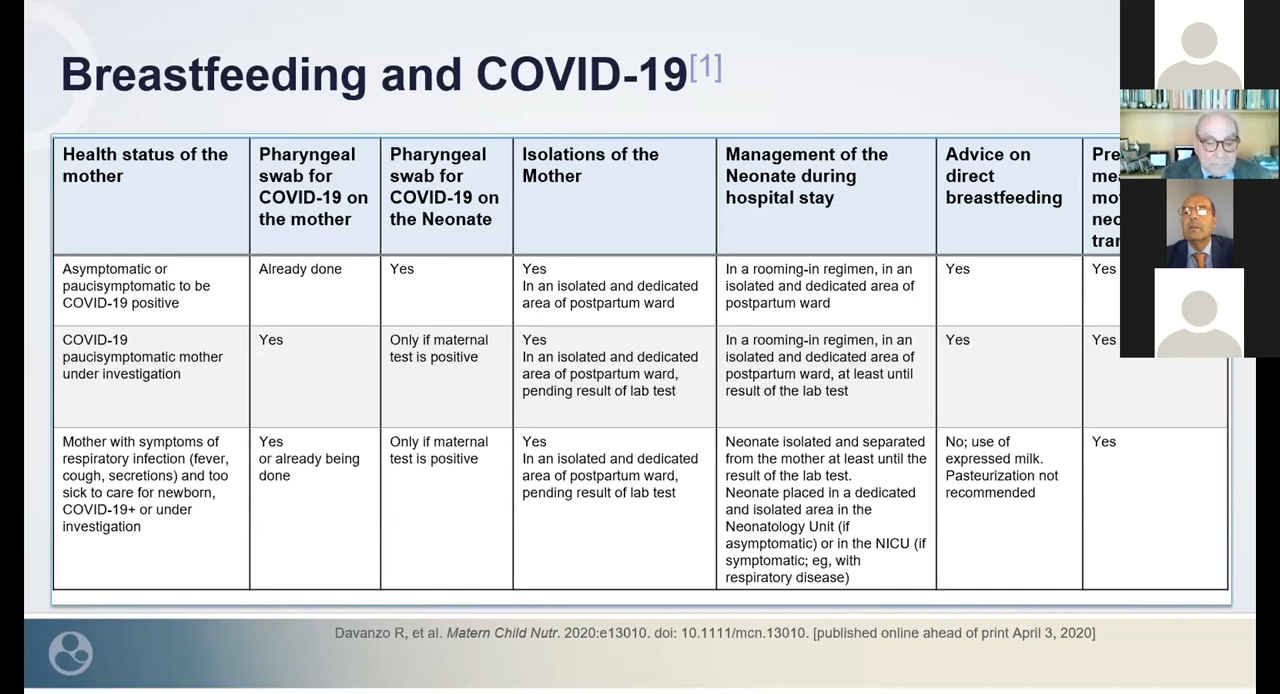 Breastfeeding and COVID-19[1]
Health status of the
mother
Pharyngeal
swab for
COVID-19 on
the mother
Pharyngeal
swab for
COVID-19 on
the Neonate
Isolations of the
Mother
Management of the
Neonate during
hospital stay
Advice on
direct
breastfeeding
Asymptomatic or
paucisymptomatic to be
COVID-19 positive
Already done
Yes
Yes
In an isolated and dedicated
area of postpartum ward
In a rooming-in regimen, in an
isolated and dedicated area of
postpartum ward
Yes
Yes
COVID-19
paucisymptomatic mother
under investigation
Yes
Only if maternal
test is positive
Yes
In an isolated and dedicated
area of postpartum ward,
pending result of lab test
In a rooming-in regimen, in an
isolated and dedicated area of
postpartum ward, at least until
result of the lab test
Yes
Yes
Mother with symptoms of
respiratory infection (fever,
cough, secretions) and too
sick to care for newborn,
COVID-19+ or under
investigation
Yes
or already being
done
Only if maternal
test is positive
Yes
In an isolated and dedicated
area of postpartum ward,
pending result of lab test
Neonate isolated and separated
from the mother at least until the
result of the lab test.
Neonate placed in a dedicated
and isolated area in the
Neonatology Unit (if
asymptomatic) or in the NICU (if
symptomatic; eg, with
respiratory disease)
No; use of
expressed milk.
Pasteurization not
recommended
Yes
Davanzo R, et al. Matern Child Nutr. 2020:e13010. doi: 10.1111/mcn.13010. [published online ahead of print April 3, 2020]